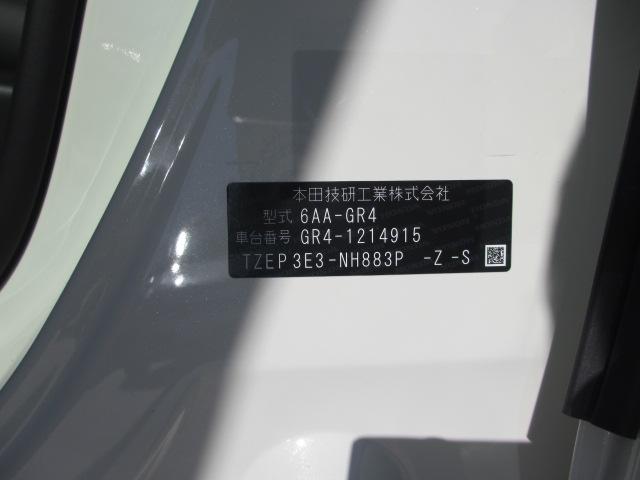 本田技研工業株式会社
型式 6AA-GR4
車台番号 GR4-1214915
TZEP 3E3-NH883P -Z -S